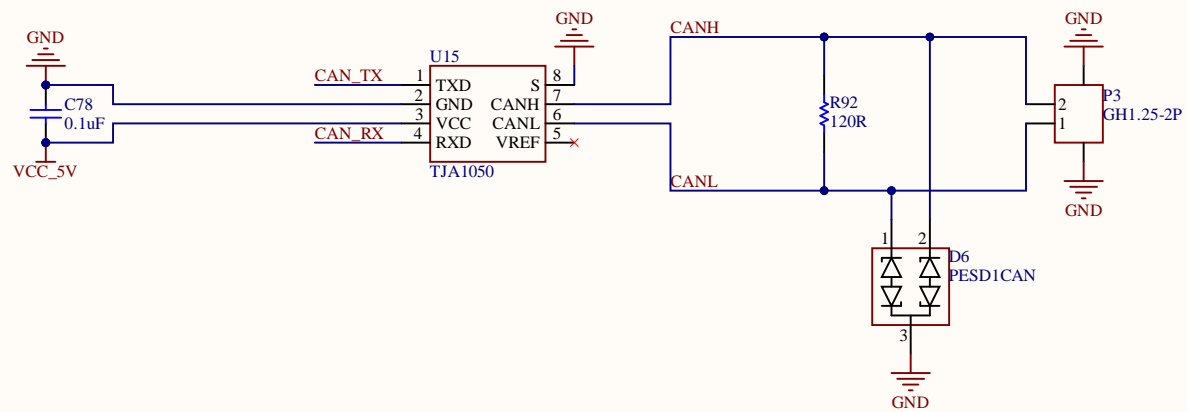 GND
GND
GND
CANH
U15
CAN_TX
1
TXD
S
8
C78
0.1uF
2
GND
CANH
7
R92
120R
2
P3
GH1.25-2P
3
VCC
CANL
6
1
CAN_RX
4
RXD
VREF
5
VCC_5V
TJA1050
CANL
GND
1
2
D6
PESD1CAN
3
GND